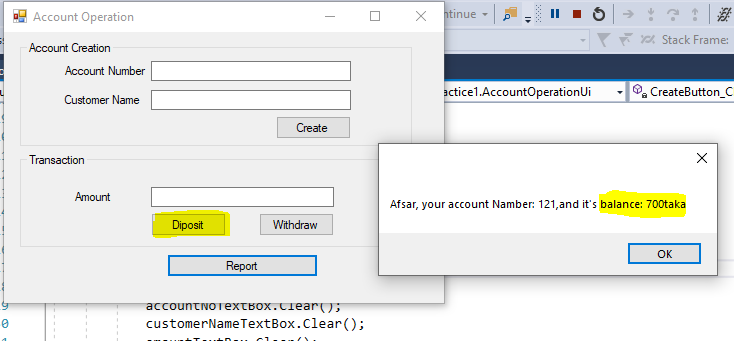 Account Operation
ntinue
Stack Frame:
actice1.AccountOperationUi
CreateButton_C
Account Creation
Account Number
Customer Name
Create
Transaction
Amount
Diposit
Withdraw
Report
Afsar, your account Namber: 121,and it's balance: 700taka
OK
accountNoTextBox.Clear();
customerNameTextBox.Clear();